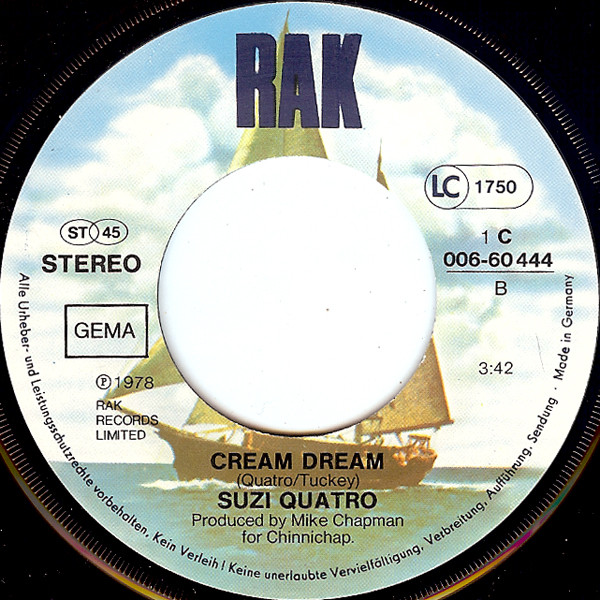 RAK
LC 1750
ST 45
STEREO
1 C
006-60 444
B
GEMA
3:42
℗ 1978
RAK
RECORDS
LIMITED
CREAM DREAM
(Quatro/Tuckey)
SUZI QUATRO
Produced by Mike Chapman
for Chinnichap.
Alle Urheber- und Leistungsschutzrechte vorbehalten. Kein Verleih! Keine unerlaubte Vervielfältigung, Verbreitung, Aufführung, Sendung · Made in Germany